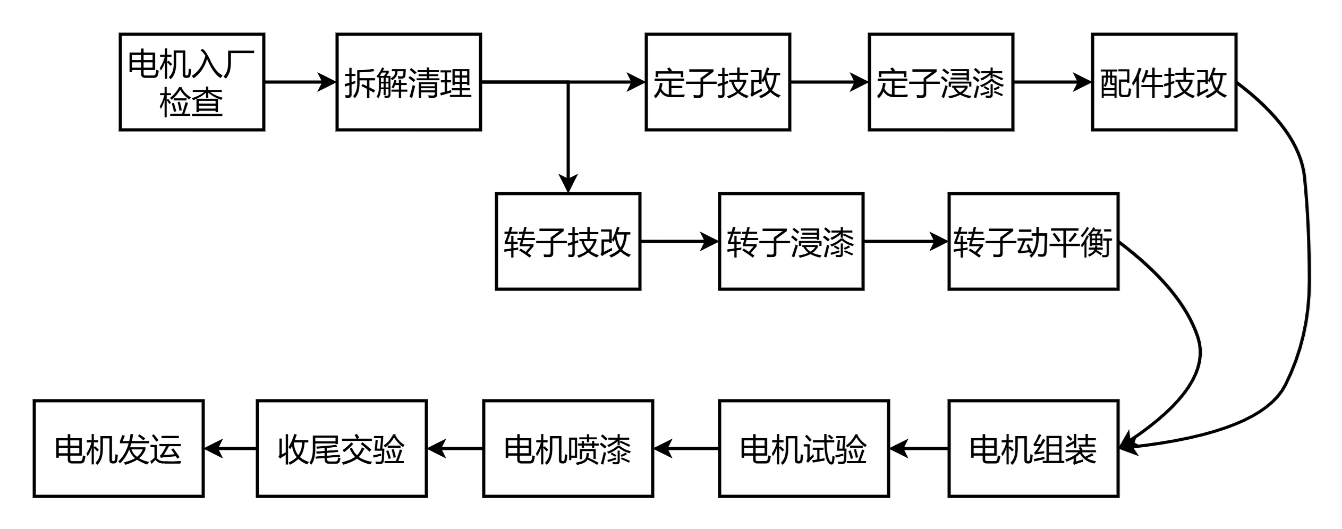 电机入厂
检查
拆解清理
定子技改
定子浸漆
配件技改
转子技改
转子浸漆
转子动平衡
电机发运
收尾交验
电机喷漆
电机试验
电机组装